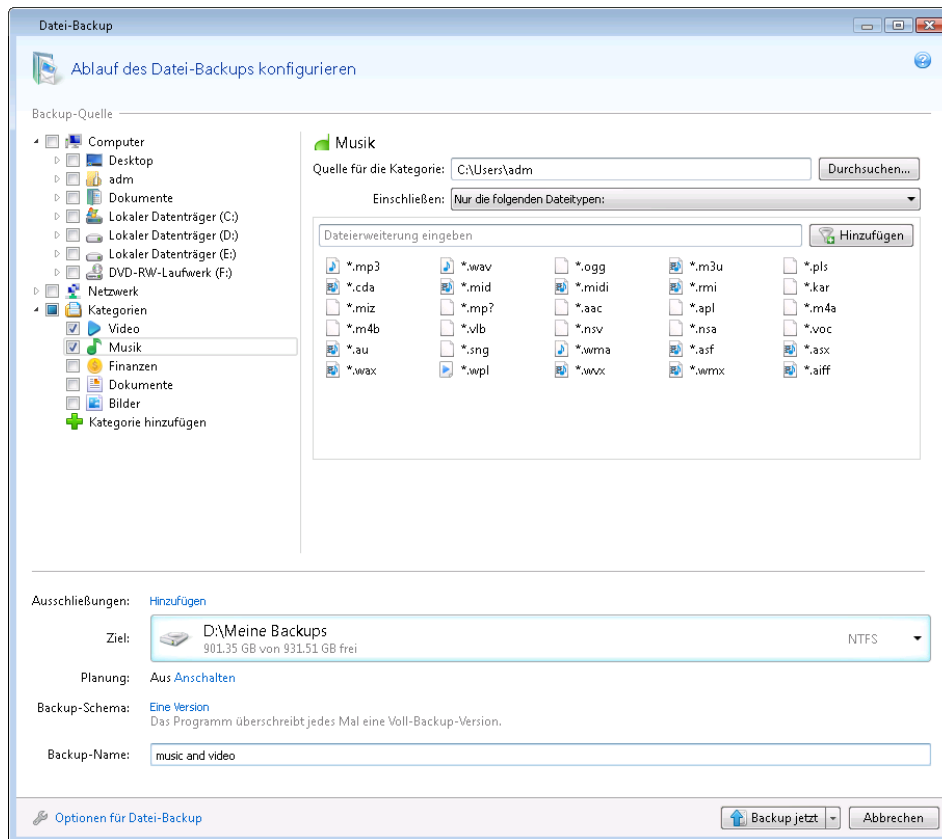 Datei-Backup
Ablauf des Datei-Backups konfigurieren
Backup-Quelle
Computer
Desktop
adm
Dokumente
Lokaler Datenträger (C:)
Lokaler Datenträger (D:)
Lokaler Datenträger (E:)
DVD-RW-Laufwerk (F:)
Netzwerk
Kategorien
Video
Musik
Finanzen
Dokumente
Bilder
Kategorie hinzufügen
Musik
Quelle für die Kategorie: C:\Users\adm Durchsuchen...
Einschließen: Nur die folgenden Dateitypen:
Dateierweiterung eingeben Hinzufügen
*.mp3 *.wav *.ogg *.m3u *.pls
*.cda *.mid *.midi *.rmi *.kar
*.miz *.mp? *.aac *.apl *.m4a
*.m4b *.vlb *.nsv *.nsa *.voc
*.au *.sng *.wma *.asf *.asx
*.wax *.wpl *.wvx *.wmx *.aiff
Ausschließungen: Hinzufügen
Ziel: D:\Meine Backups NTFS
901.35 GB von 931.51 GB frei
Planung: Aus Anschalten
Backup-Schema: Eine Version
Das Programm überschreibt jedes Mal eine Voll-Backup-Version.
Backup-Name: music and video
Optionen für Datei-Backup Backup jetzt Abbrechen